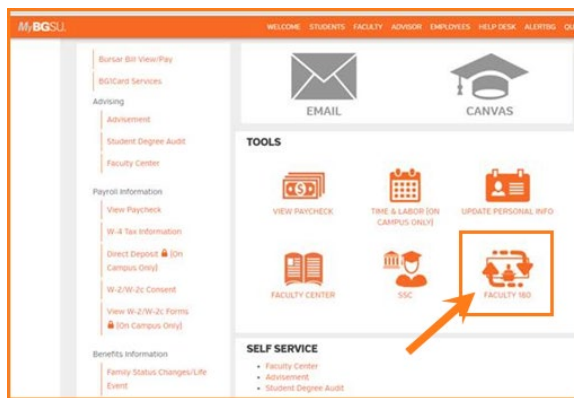 MyBGSU.
WELCOME STUDENTS FACULTY ADVISOR EMPLOYEES HELP DESK ALERTBG QU
Bursar Bill View/Pay
BG1Card Services
Advising
Advisement
Student Degree Audit
Faculty Center
Payroll Information
View Paycheck
W-4 Tax Information
Direct Deposit (On
Campus Only)
W-2/W-2c Consent
View W-2/W-2c Forms
(On Campus Only)
Benefits Information
Family Status Changes/Life
Event
EMAIL
CANVAS
TOOLS
VIEW PAYCHECK
TIME & LABOR (ON
CAMPUS ONLY)
UPDATE PERSONAL INFO
FACULTY CENTER
SSC
FACULTY 180
SELF SERVICE
• Faculty Center
• Advisement
• Student Degree Audit